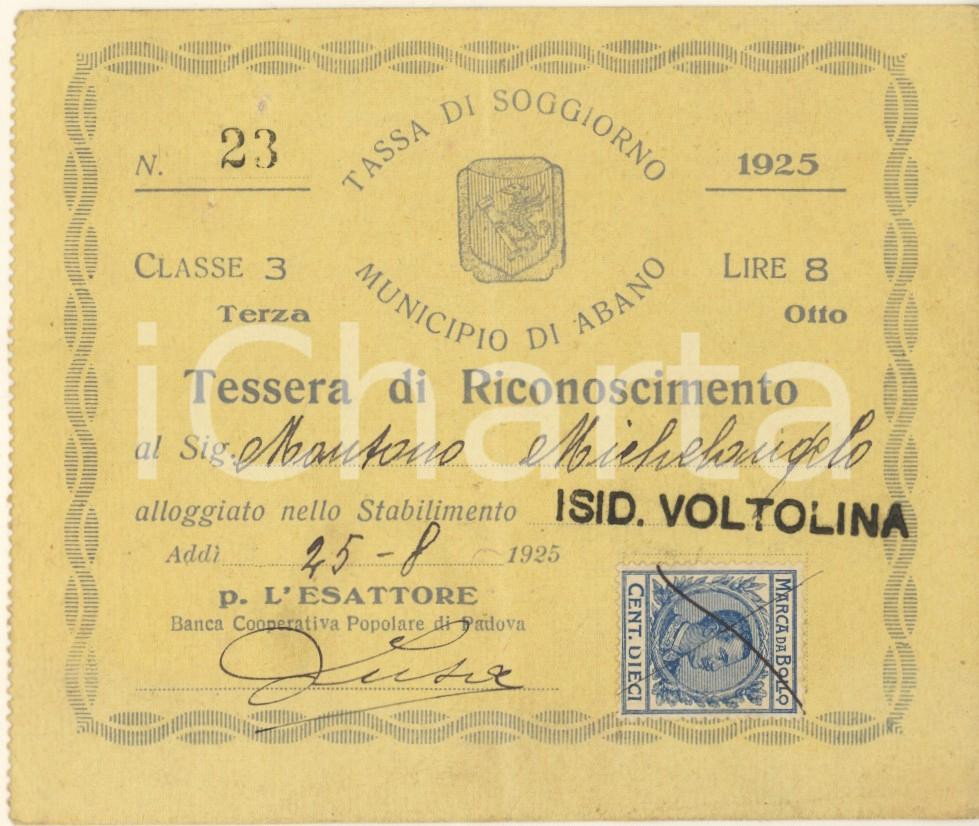 N. 23
TASSA DI SOGGIORNO
1925
CLASSE 3
Terza
MUNICIPIO DI ABANO
LIRE 8
Otto
iCharta
Tessera di Riconoscimento
al Sig. Montano Michelangelo
alloggiato nello Stabilimento ISID. VOLTOLINA
Addì 25-8 1925
p. L'ESATTORE
Banca Cooperativa Popolare di Padova
MARCA DA BOLLO
CENT. DIECI